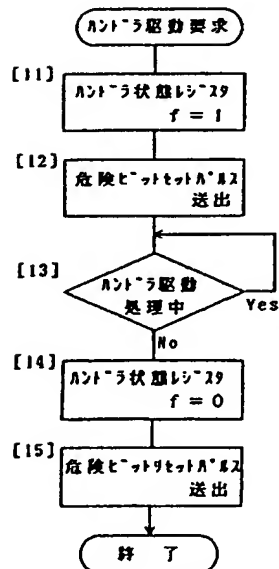 ハンドラ駆動要求
[11]
ハンドラ状態レジスタ
f = 1
[12]
危険ビットセットパルス
送出
[13]
ハンドラ駆動
処理中
Yes
No
[14]
ハンドラ状態レジスタ
f = 0
[15]
危険ビットリセットパルス
送出
終了